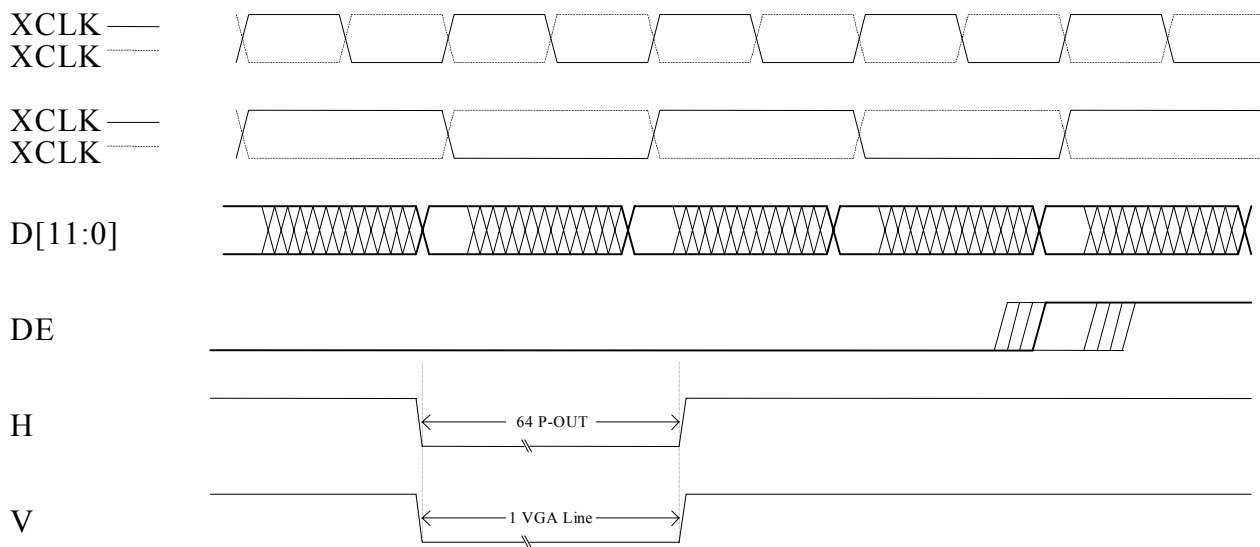 XCLK
XCLK
XCLK
XCLK
D[11:0]
DE
H
64 P-OUT
V
1 VGA Line